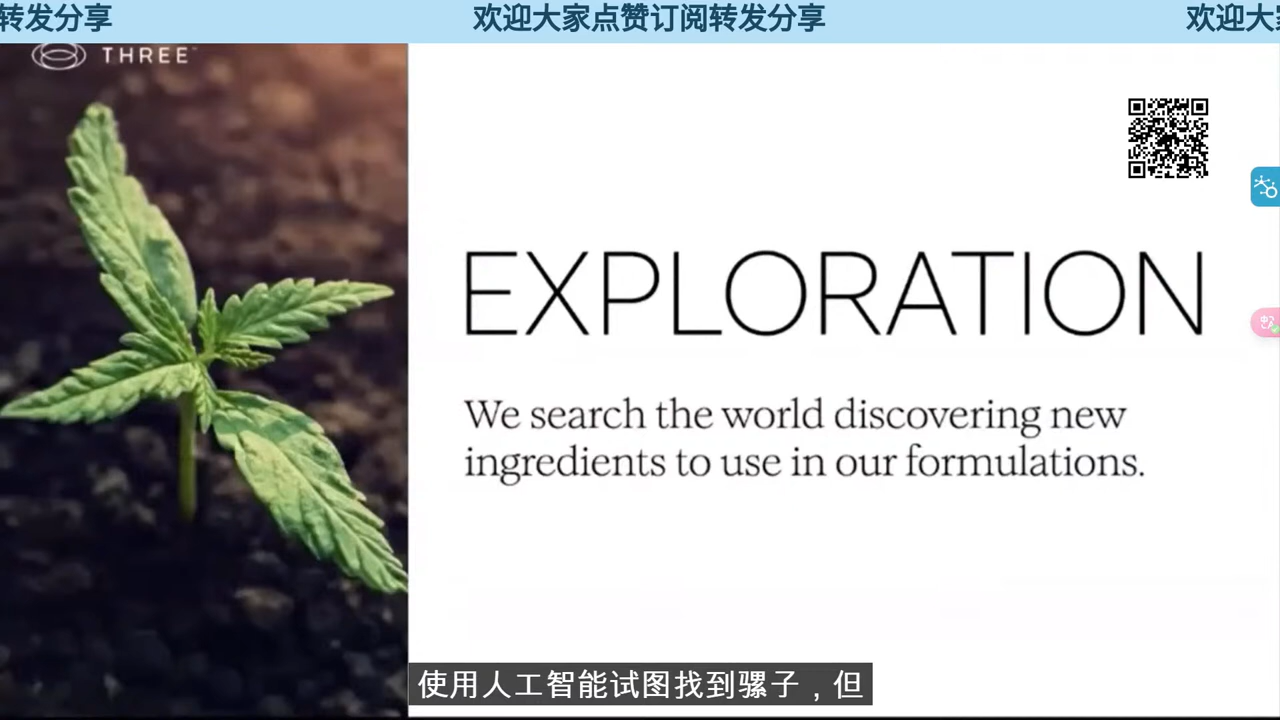 转发分享
欢迎大家点赞订阅转发分享
欢迎大家
THREE
EXPLORATION
We search the world discovering new
ingredients to use in our formulations.
使用人工智能试图找到骡子，但